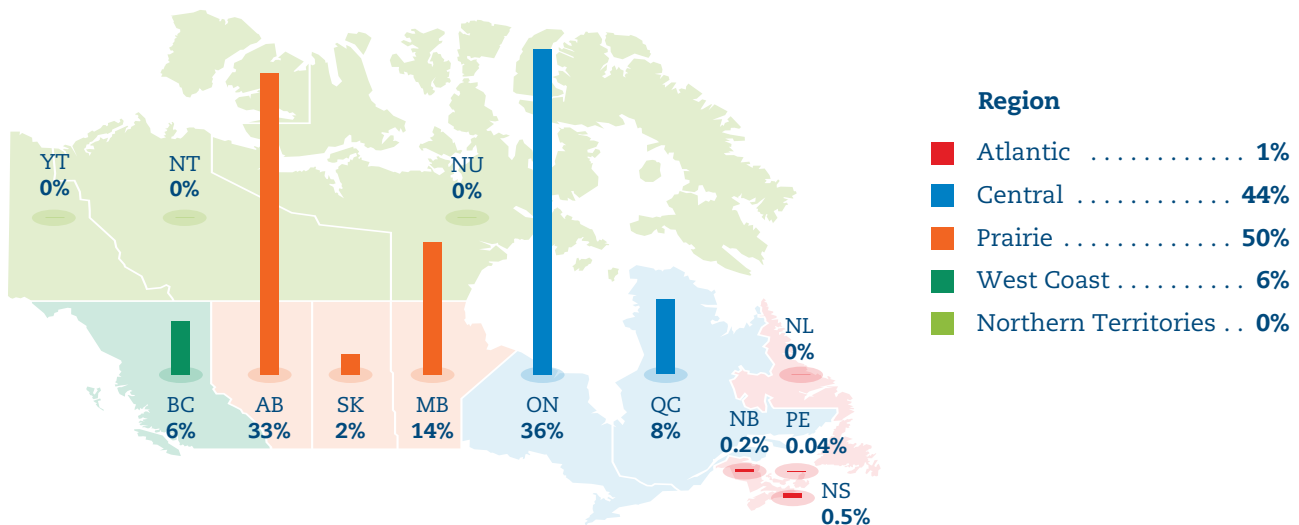 YT
0%
NT
0%
NU
0%
BC
6%
AB
33%
SK
2%
MB
14%
ON
36%
QC
8%
NL
0%
NB
0.2%
PE
0.04%
NS
0.5%
Region
Atlantic . . . . . . . . . . . . 1%
Central . . . . . . . . . . . . 44%
Prairie . . . . . . . . . . . . . 50%
West Coast . . . . . . . . . . 6%
Northern Territories . . 0%